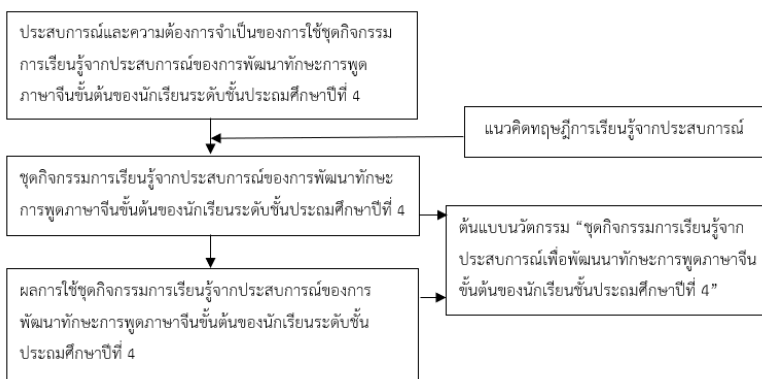 ประสบการณ์และความต้องการจำเป็นของการใช้ชุดกิจกรรม
การเรียนรู้จากประสบการณ์ของการพัฒนาทักษะการพูด
ภาษาจีนขั้นต้นของนักเรียนระดับชั้นประถมศึกษาปีที่ 4
แนวคิดทฤษฎีการเรียนรู้จากประสบการณ์
ชุดกิจกรรมการเรียนรู้จากประสบการณ์ของการพัฒนาทักษะ
การพูดภาษาจีนขั้นต้นของนักเรียนระดับชั้นประถมศึกษาปีที่ 4
ต้นแบบนวัตกรรม “ชุดกิจกรรมการเรียนรู้จาก
ประสบการณ์เพื่อพัฒนนาทักษะการพูดภาษาจีน
ขั้นต้นของนักเรียนชั้นประถมศึกษาปีที่ 4”
ผลการใช้ชุดกิจกรรมการเรียนรู้จากประสบการณ์ของการ
พัฒนาทักษะการพูดภาษาจีนขั้นต้นของนักเรียนระดับชั้น
ประถมศึกษาปีที่ 4